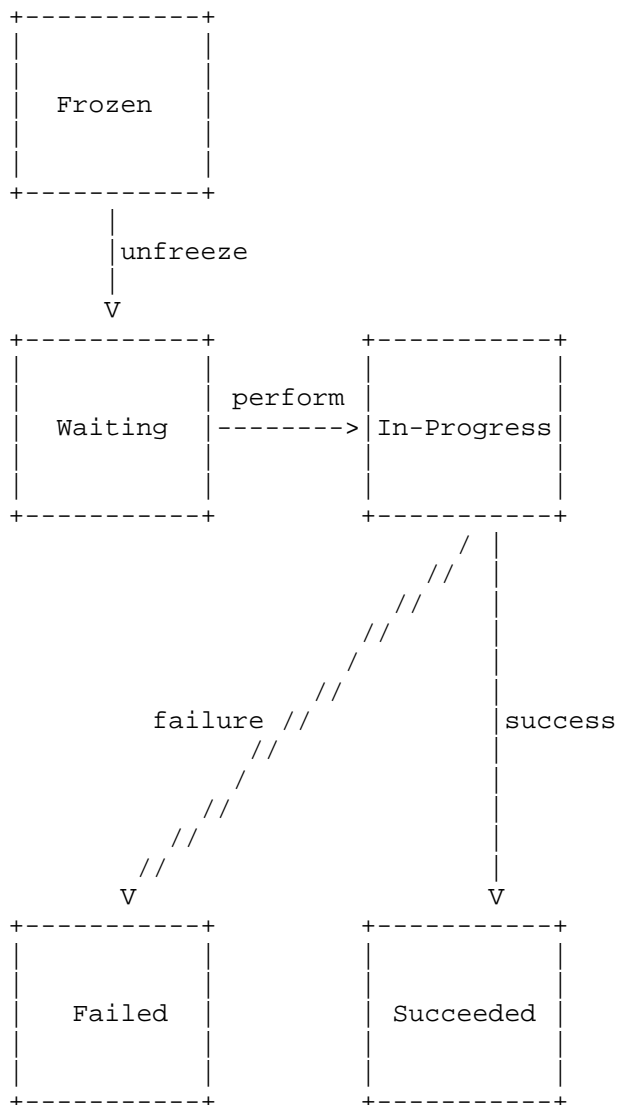 Frozen
unfreeze
perform
Waiting
In-Progress
failure
success
Failed
Succeeded